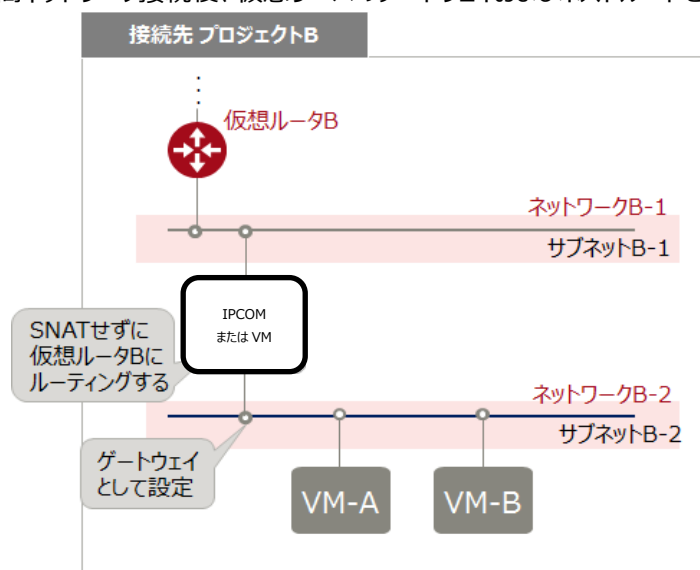 接続先 プロジェクトB
仮想ルータB
ネットワークB-1
サブネットB-1
IPCOM
または VM
SNATせずに
仮想ルータBに
ルーティングする
ネットワークB-2
サブネットB-2
ゲートウェイ
として設定
VM-A
VM-B